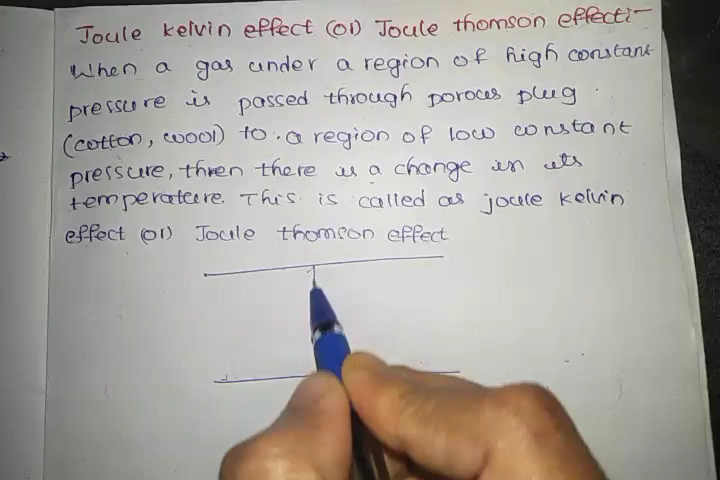 Joule kelvin effect (or) Joule thomson effect:-
When a gas under a region of high constant
pressure is passed through porous plug
(cotton, wool) to a region of low constant
pressure, then there is a change in its
temperature. This is called as joule kelvin
effect (or) Joule thomson effect